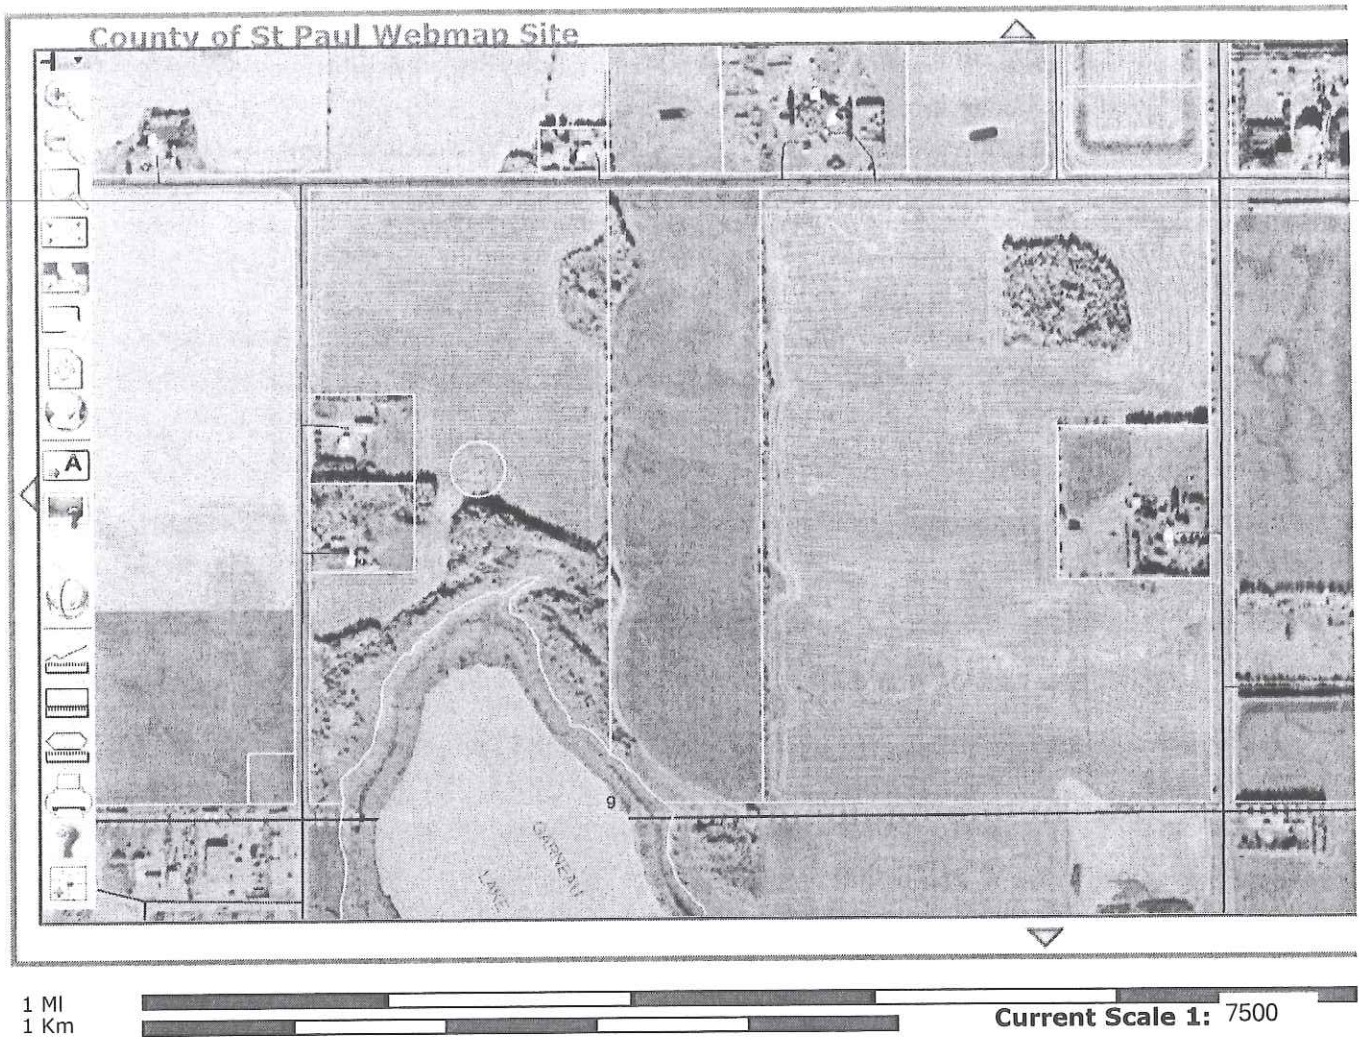 County of St Paul Webmap Site
A
9
GARNEAU
LAKE
?
1 MI
1 Km
Current Scale 1: 7500